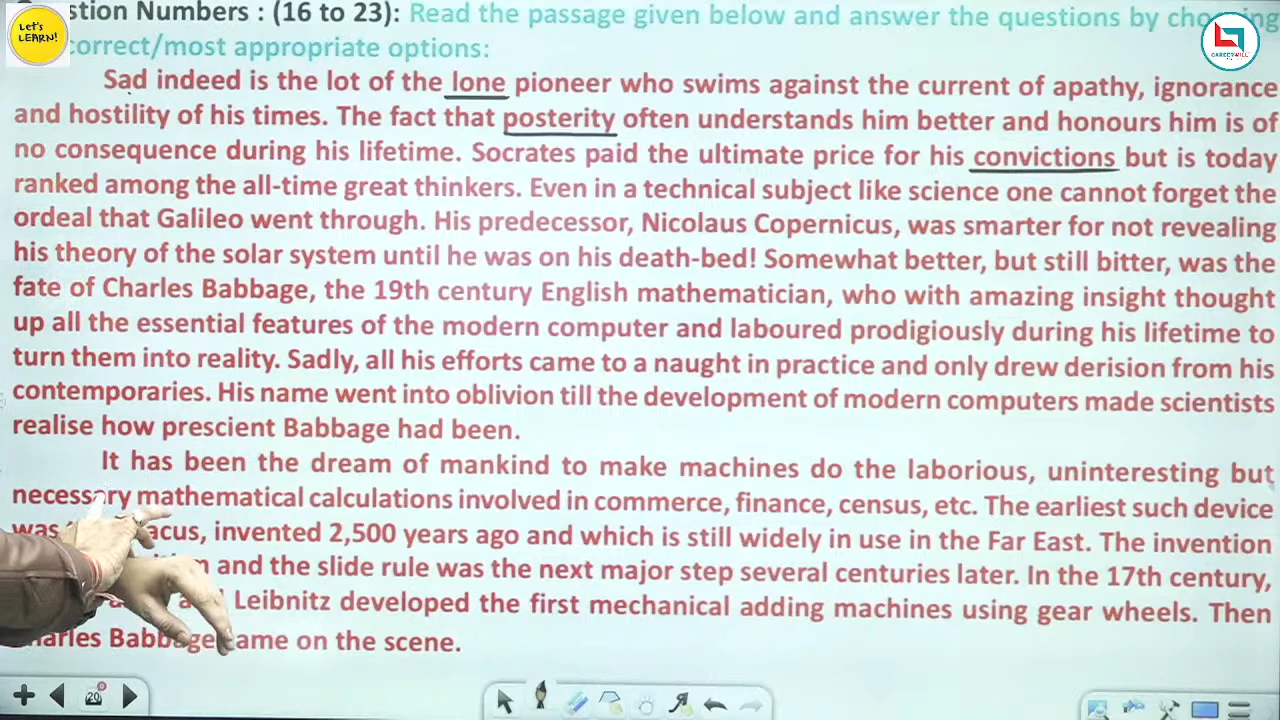 LET'S LEARN!
stion Numbers : (16 to 23): Read the passage given below and answer the questions by
correct/most appropriate options:
CAREERWILL
Sad indeed is the lot of the lone pioneer who swims against the current of apathy, ignorance
and hostility of his times. The fact that posterity often understands him better and honours him is of
no consequence during his lifetime. Socrates paid the ultimate price for his convictions but is today
ranked among the all-time great thinkers. Even in a technical subject like science one cannot forget the
ordeal that Galileo went through. His predecessor, Nicolaus Copernicus, was smarter for not revealing
his theory of the solar system until he was on his death-bed! Somewhat better, but still bitter, was the
fate of Charles Babbage, the 19th century English mathematician, who with amazing insight thought
up all the essential features of the modern computer and laboured prodigiously during his lifetime to
turn them into reality. Sadly, all his efforts came to a naught in practice and only drew derision from his
contemporaries. His name went into oblivion till the development of modern computers made scientists
realise how prescient Babbage had been.
It has been the dream of mankind to make machines do the laborious, uninteresting but
necessary mathematical calculations involved in commerce, finance, census, etc. The earliest such device
was acus, invented 2,500 years ago and which is still widely in use in the Far East. The invention
and the slide rule was the next major step several centuries later. In the 17th century,
Leibnitz developed the first mechanical adding machines using gear wheels. Then
harles Babbage ame on the scene.
20